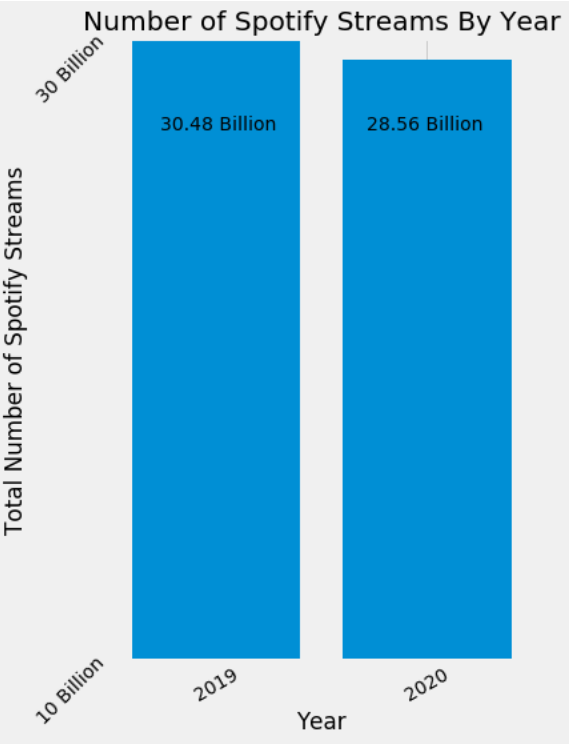 Number of Spotify Streams By Year
30 Billion
30.48 Billion
28.56 Billion
Total Number of Spotify Streams
10 Billion
2019
2020
Year